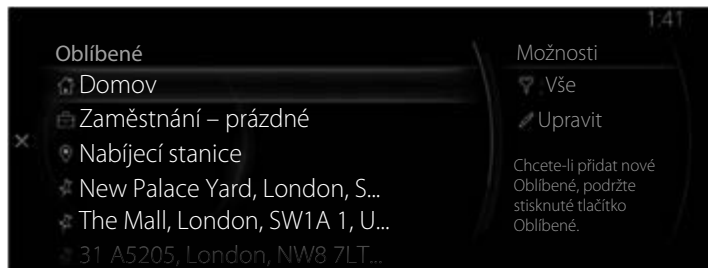 1:41
Oblíbené
Domov
Zaměstnání – prázdné
Nabíjecí stanice
New Palace Yard, London, S...
The Mall, London, SW1A 1, U...
31 A5205, London, NW8 7LT...
Možnosti
Vše
Upravit
Chcete-li přidat nové
Oblíbené, podržte
stisknuté tlačítko
Oblíbené.